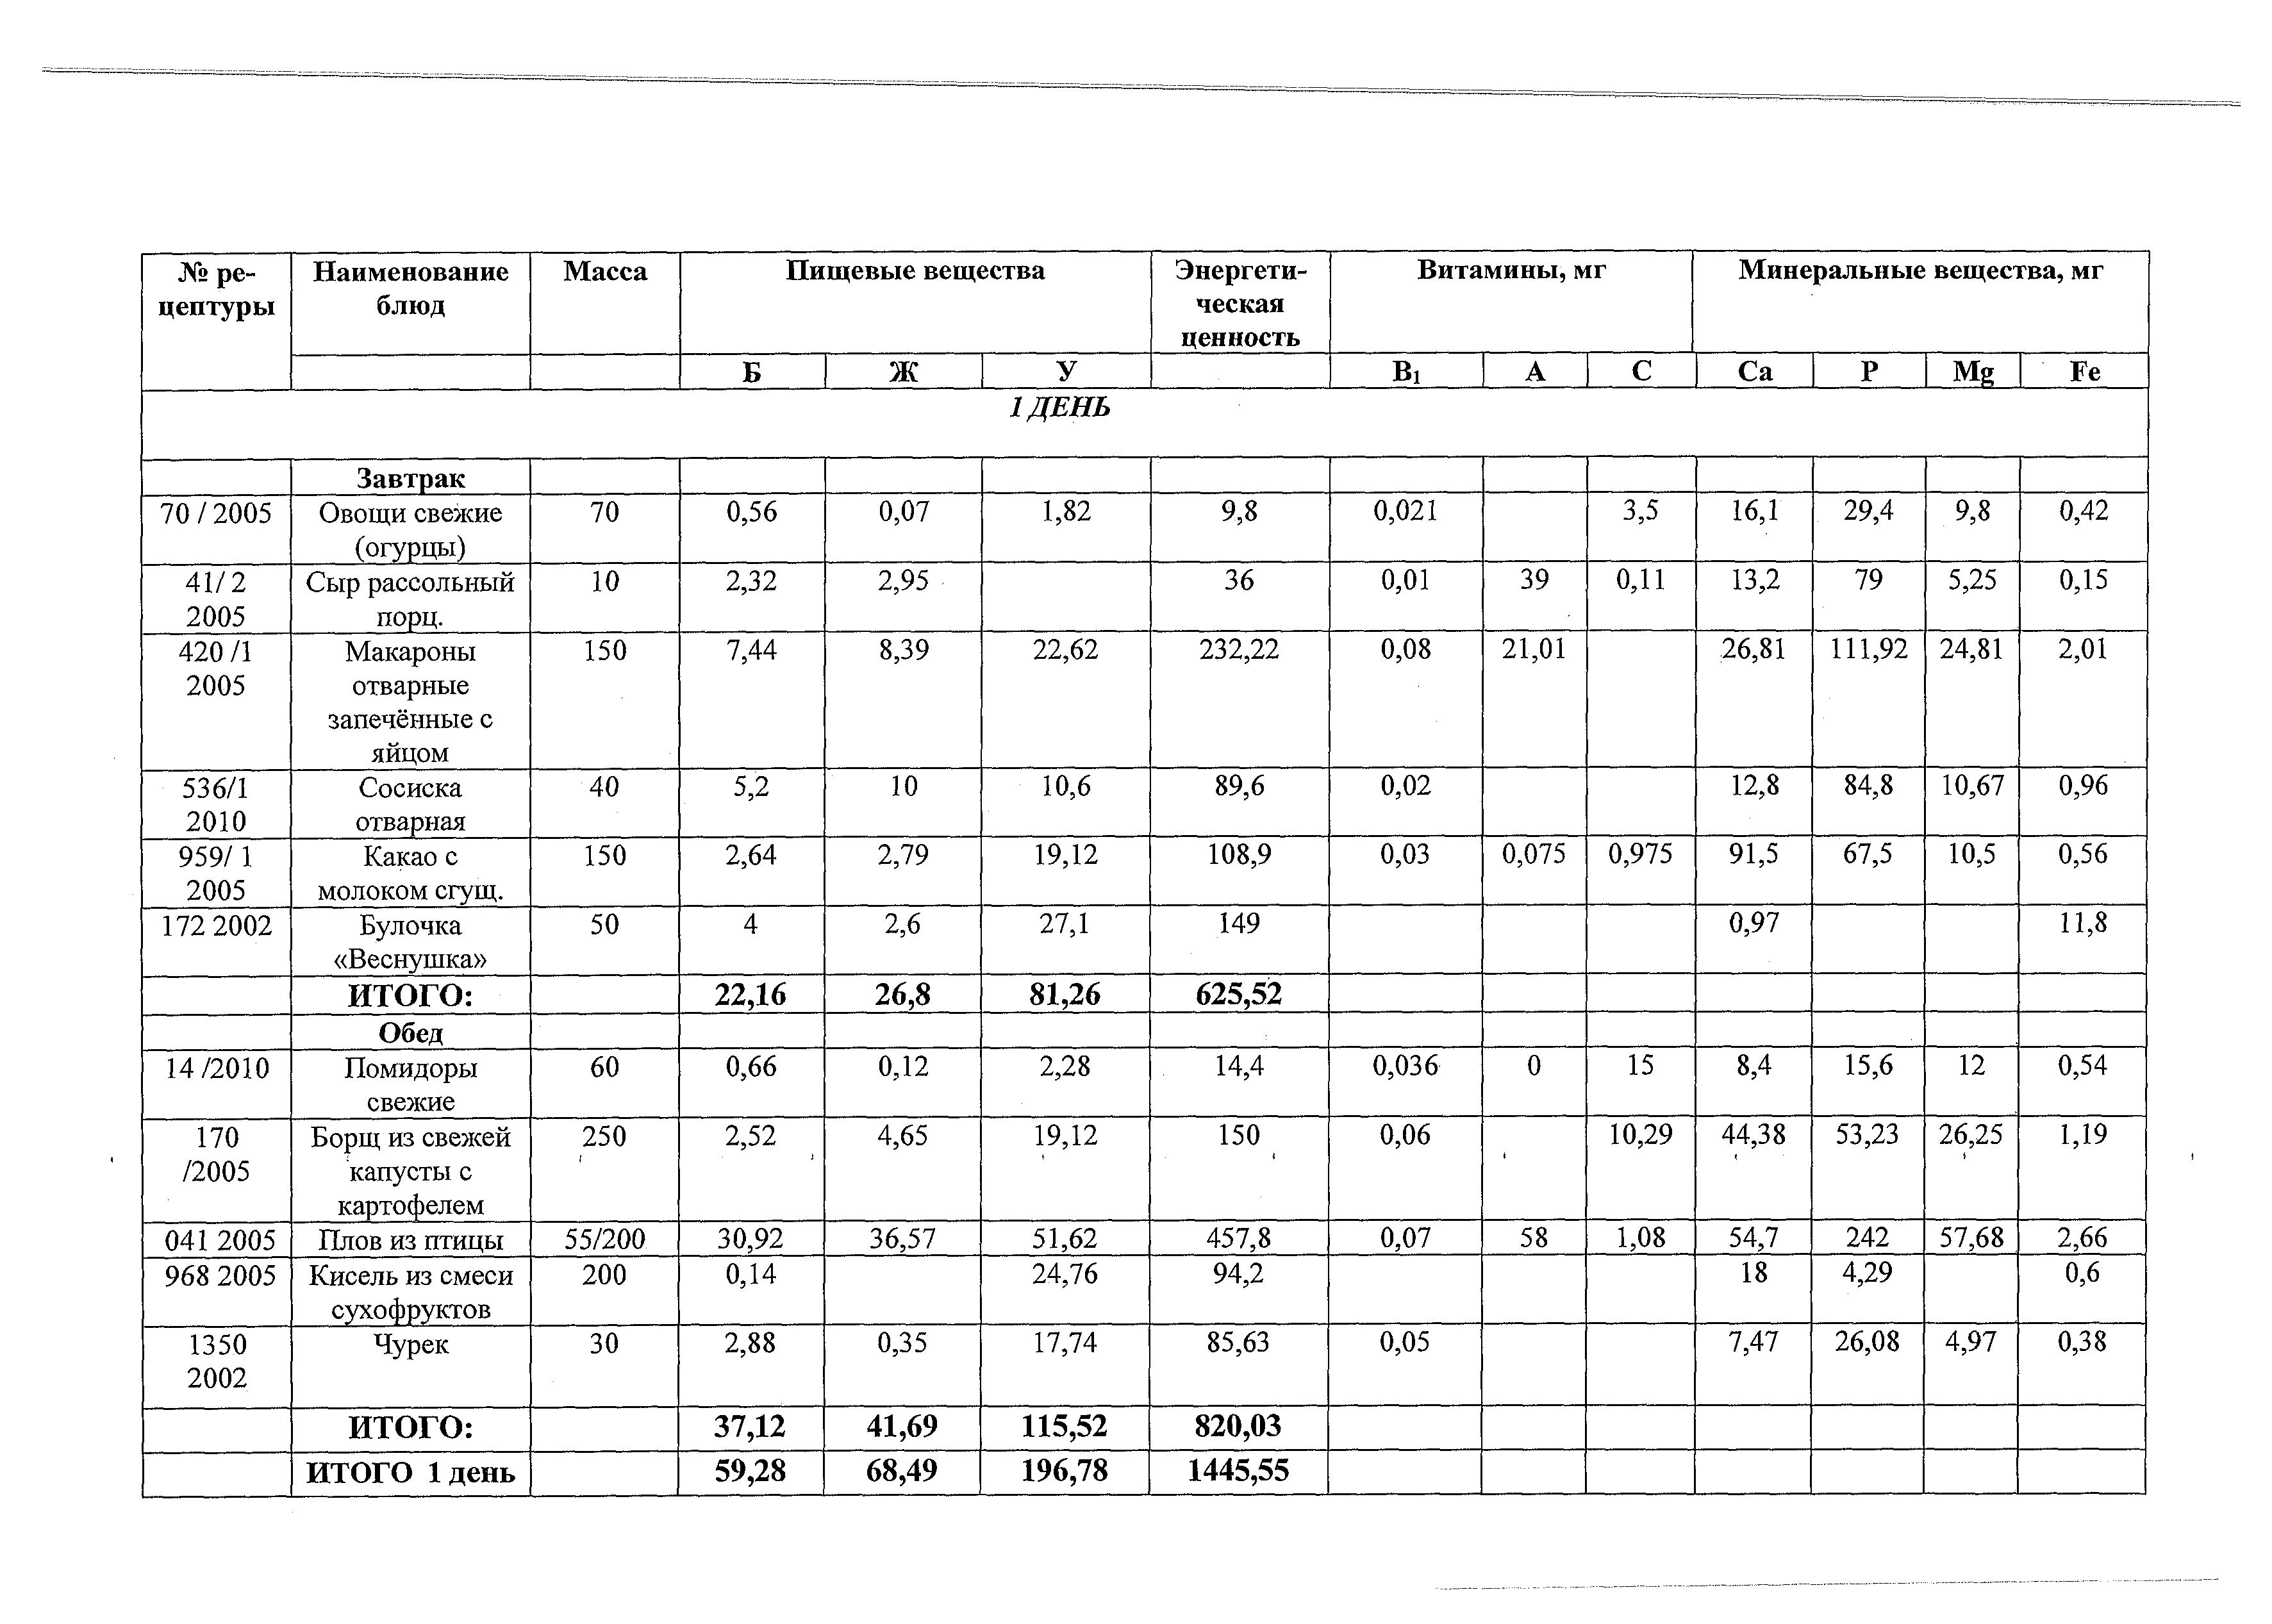 № ре-
цептуры
Наименование
блюд
Масса
Пищевые вещества
Энергети-
ческая
ценность
Витамины, мг
Минеральные вещества, мг
Б Ж У B1 A C Ca P Mg Fe
1 ДЕНЬ
Завтрак
70 / 2005 Овощи свежие 70 0,56 0,07 1,82 9,8 0,021 3,5 16,1 29,4 9,8 0,42
(огурцы)
41/ 2 Сыр рассольный 10 2,32 2,95 36 0,01 39 0,11 13,2 79 5,25 0,15
2005 порц.
420 /1 Макароны 150 7,44 8,39 22,62 232,22 0,08 21,01 26,81 111,92 24,81 2,01
2005 отварные
запечённые с
яйцом
536/1 Сосиска 40 5,2 10 10,6 89,6 0,02 12,8 84,8 10,67 0,96
2010 отварная
959/ 1 Какао с 150 2,64 2,79 19,12 108,9 0,03 0,075 0,975 91,5 67,5 10,5 0,56
2005 молоком сгущ.
172 2002 Булочка 50 4 2,6 27,1 149 0,97 11,8
«Веснушка»
ИТОГО: 22,16 26,8 81,26 625,52
Обед
14 /2010 Помидоры 60 0,66 0,12 2,28 14,4 0,036 0 15 8,4 15,6 12 0,54
свежие
170 Борщ из свежей 250 2,52 4,65 19,12 150 0,06 10,29 44,38 53,23 26,25 1,19
/2005 капусты с
картофелем
041 2005 Плов из птицы 55/200 30,92 36,57 51,62 457,8 0,07 58 1,08 54,7 242 57,68 2,66
968 2005 Кисель из смеси 200 0,14 24,76 94,2 18 4,29 0,6
сухофруктов
1350 Чурек 30 2,88 0,35 17,74 85,63 0,05 7,47 26,08 4,97 0,38
2002
ИТОГО: 37,12 41,69 115,52 820,03
ИТОГО 1 день 59,28 68,49 196,78 1445,55